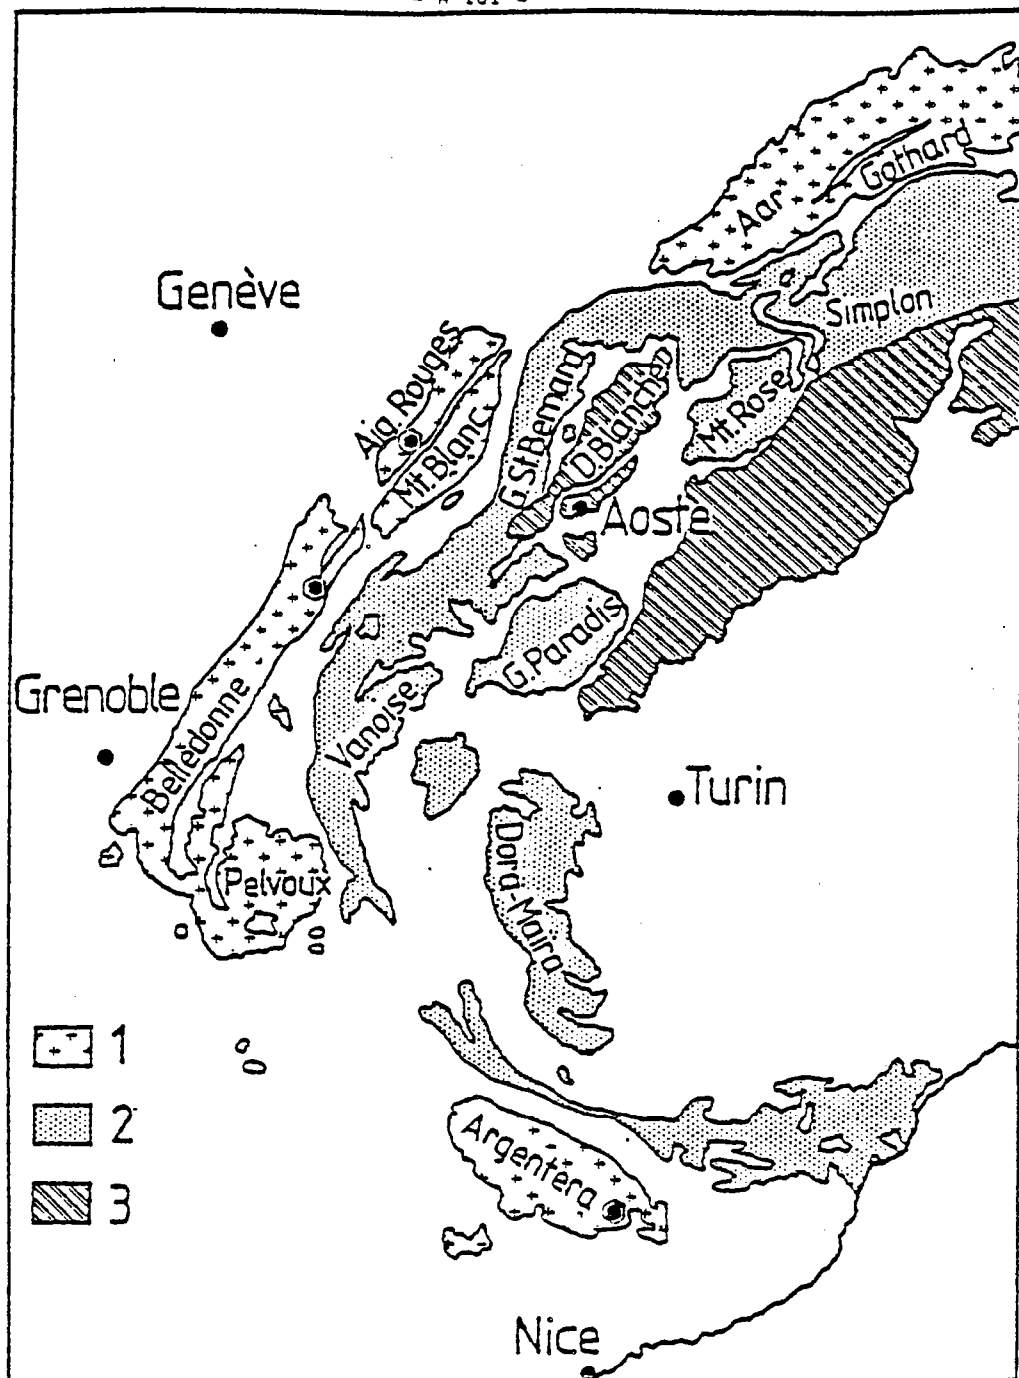 Aar
Gothard
Genève
Simplon
Aig. Rouges
Mt. Blanc
G. St Bernard
D. Blanche
Mt. Rose
Aoste
G. Paradis
Grenoble
Belledonne
Vanoise
Turin
Pelvoux
Dora-Maira
1
2
3
Argentera
Nice